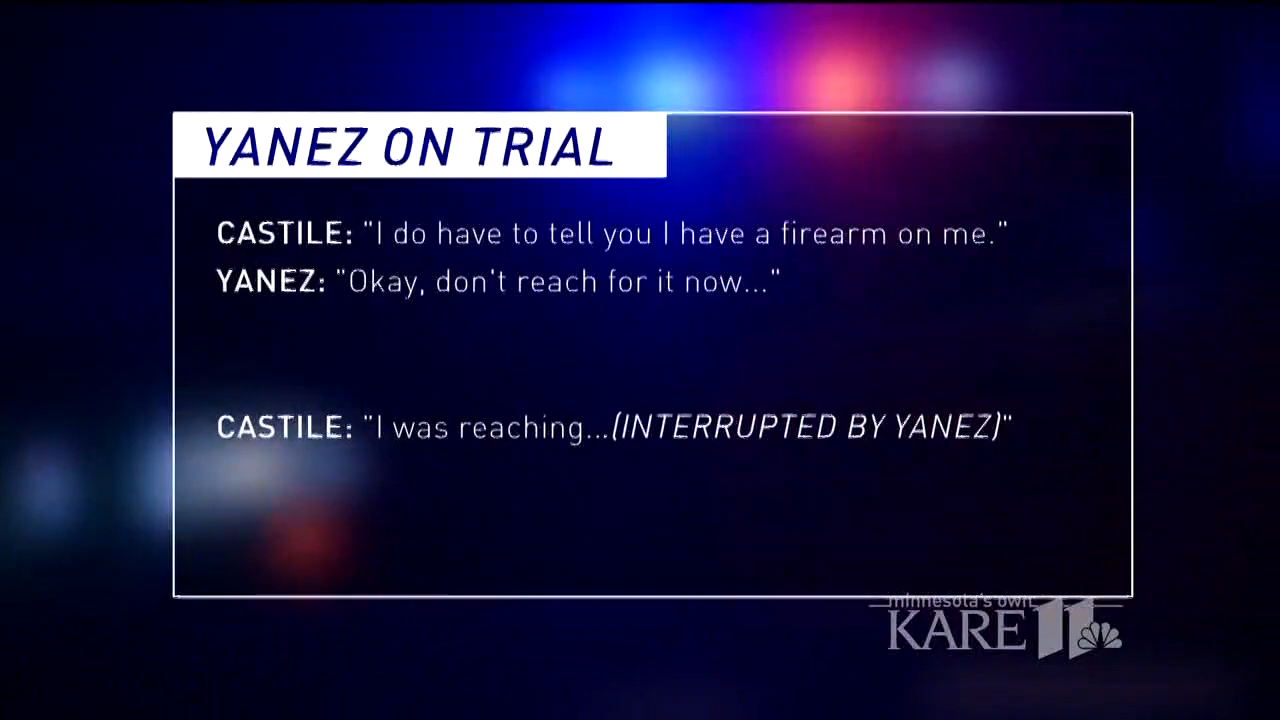 YANEZ ON TRIAL
CASTILE: "I do have to tell you I have a firearm on me."
YANEZ: "Okay, don't reach for it now..."
CASTILE: "I was reaching...(INTERRUPTED BY YANEZ)"
minnesota's own
KARE 11